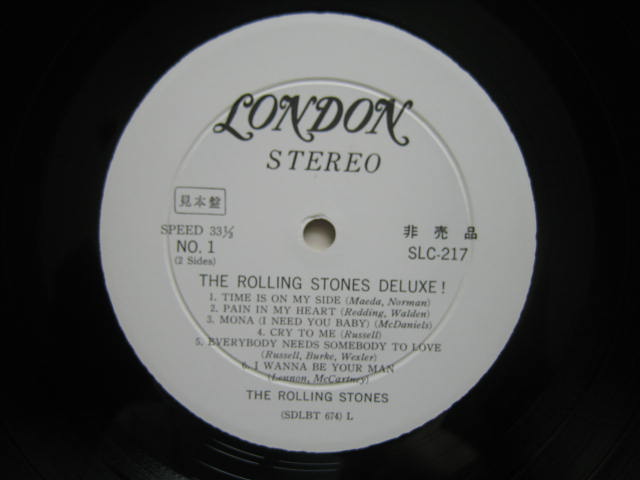 LONDON
STEREO
見本盤
SPEED 33⅓
NO. 1
(2 Sides)
非売品
SLC-217
THE ROLLING STONES DELUXE!
1. TIME IS ON MY SIDE (Maeda, Norman)
2. PAIN IN MY HEART (Redding, Walden)
3. MONA (I NEED YOU BABY) (McDaniels)
4. CRY TO ME (Russell)
5. EVERYBODY NEEDS SOMEBODY TO LOVE
(Russell, Burke, Wexler)
6. I WANNA BE YOUR MAN
(Lennon, McCartney)
THE ROLLING STONES
(SDLBT 674) L